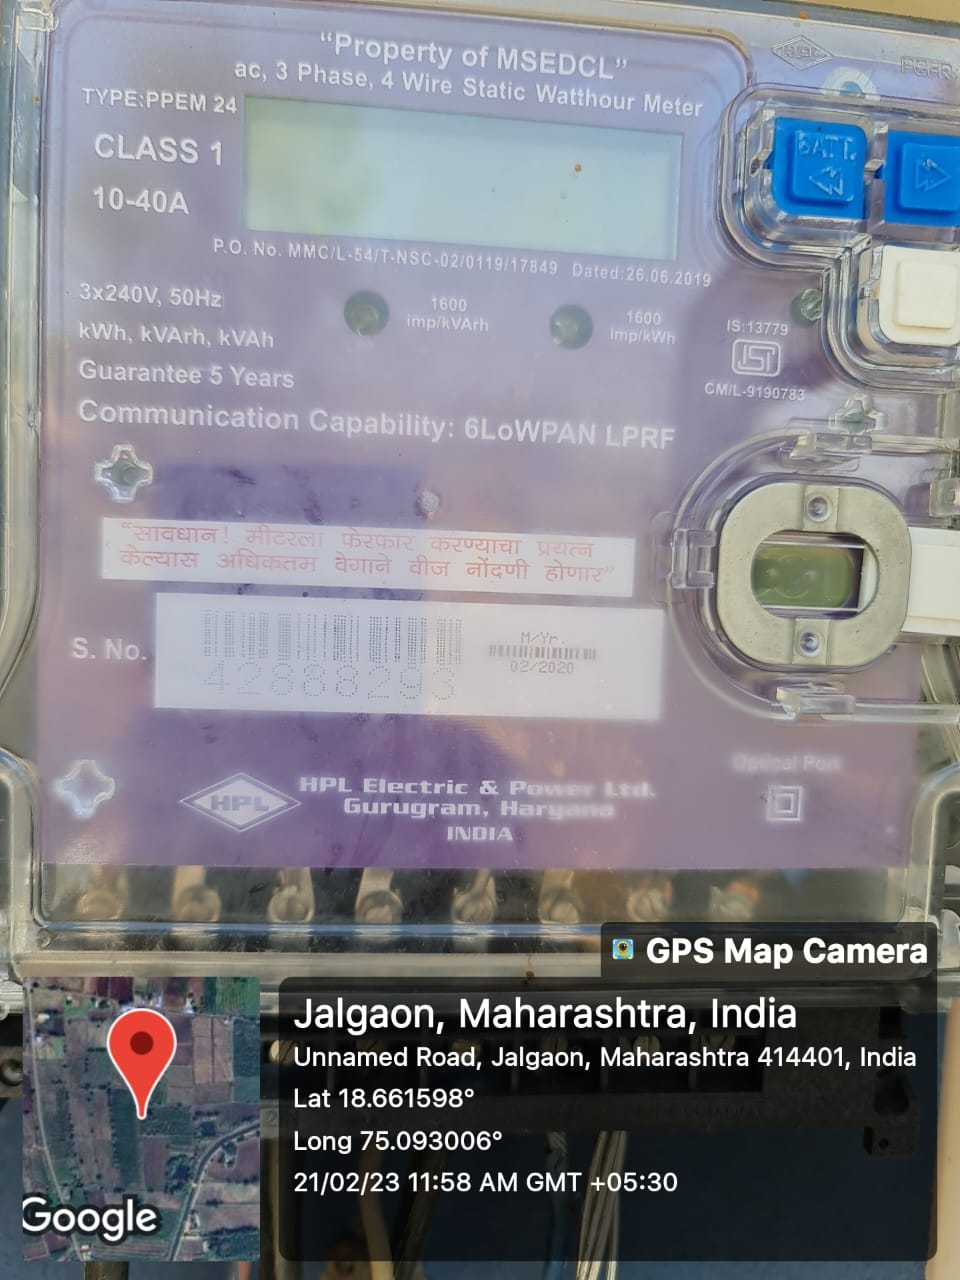 "Property of MSEDCL"
ac, 3 Phase, 4 Wire Static Watthour Meter
TYPE:PPEM 24
CLASS 1
10-40A
BATT.
P.O. No. MMC/L-54/T-NSC-02/0119/17849 Dated:26.06.2019
3x240V, 50Hz
1600
imp/kVArh
1600
imp/kWh
kWh, kVArh, kVAh
IS:13779
ISI
CM/L-9190783
Guarantee 5 Years
Communication Capability: 6LoWPAN LPRF
"सावधान! मीटरला फेरफार करण्याचा प्रयत्न
केल्यास अधिकतम वेगाने वीज नोंदणी होणार"
S. No.
42888293
M/Yr.
02/2020
HPL
HPL Electric & Power Ltd.
Gurugram, Haryana
INDIA
Optical Port
GPS Map Camera
Jalgaon, Maharashtra, India
Unnamed Road, Jalgaon, Maharashtra 414401, India
Lat 18.661598°
Long 75.093006°
21/02/23 11:58 AM GMT +05:30
Google